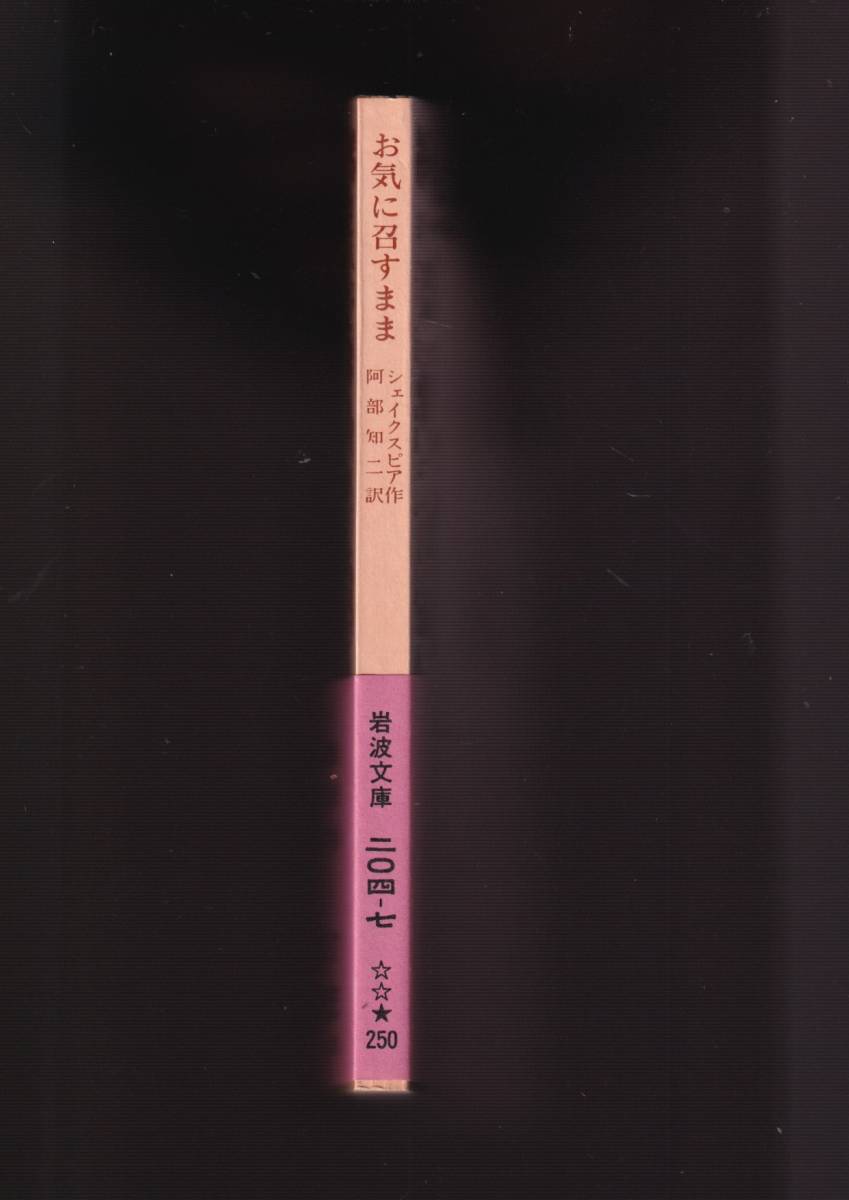 お気に召すまま
シェイクスピア作
阿部知二訳
岩波文庫
二〇四-七
☆☆★
250